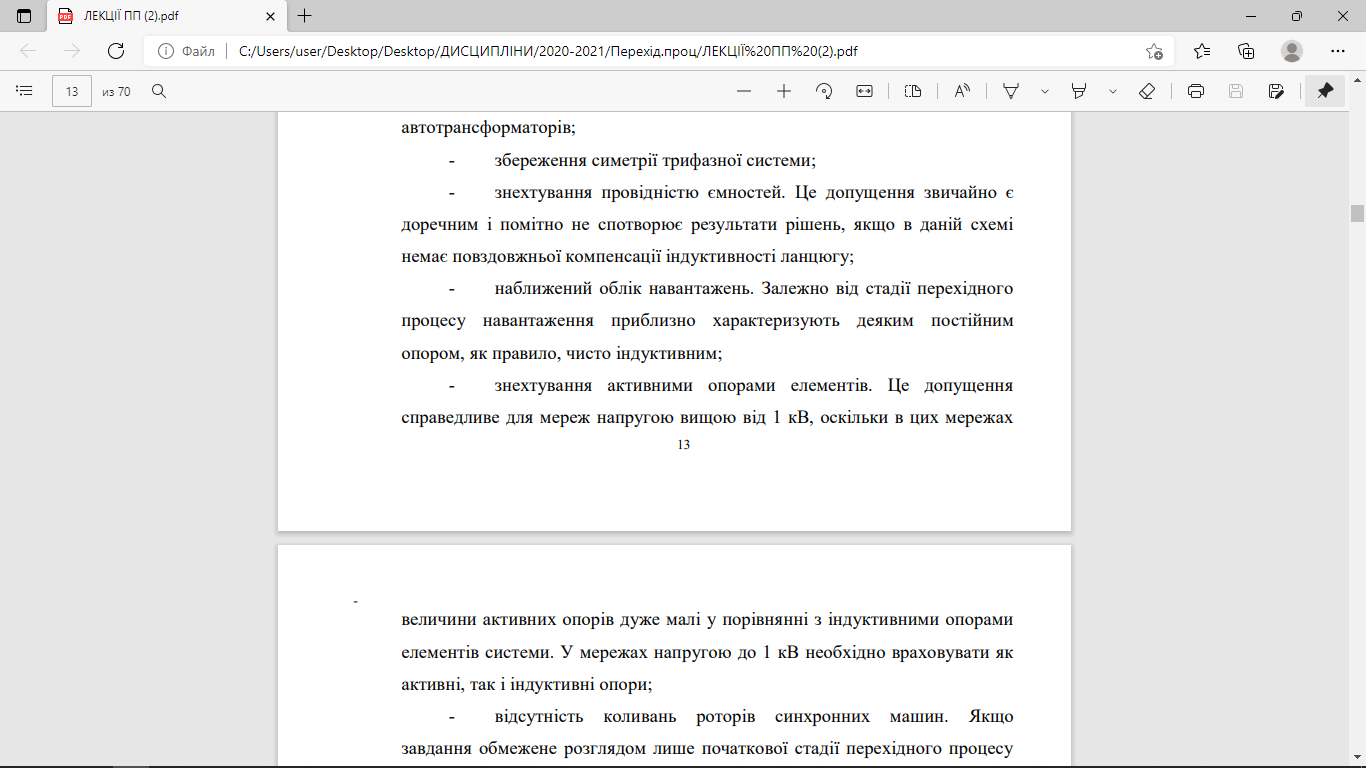 ЛЕКЦІЇ ПП (2).pdf
Файл
C:/Users/user/Desktop/Desktop/ДИСЦИПЛІНИ/2020-2021/Перехід.проц/ЛЕКЦІЇ%20ПП%20(2).pdf
13 из 70
автотрансформаторів;
- збереження симетрії трифазної системи;
- знехтування провідністю ємностей. Це допущення звичайно є
доречним і помітно не спотворює результати рішень, якщо в даній схемі
немає повздовжньої компенсації індуктивності ланцюгу;
- наближений облік навантажень. Залежно від стадії перехідного
процесу навантаження приблизно характеризують деяким постійним
опором, як правило, чисто індуктивним;
- знехтування активними опорами елементів. Це допущення
справедливе для мереж напругою вищою від 1 кВ, оскільки в цих мережах
13
-
величини активних опорів дуже малі у порівнянні з індуктивними опорами
елементів системи. У мережах напругою до 1 кВ необхідно враховувати як
активні, так і індуктивні опори;
- відсутність коливань роторів синхронних машин. Якщо
завдання обмежене розглядом лише початкової стадії перехідного процесу